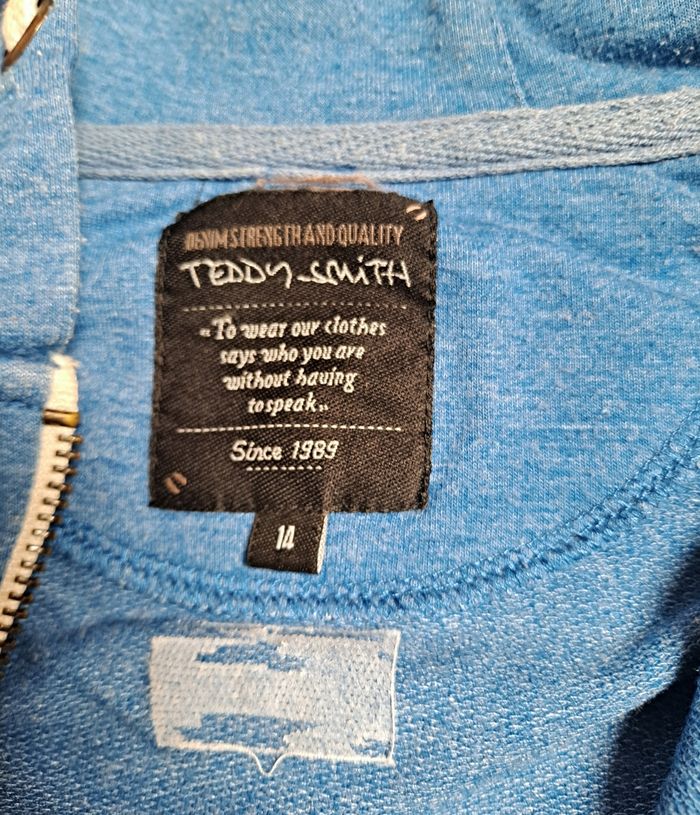 DENIM STRENGTH AND QUALITY
TEDDY-SMITH
«To wear our clothes
says who you are
without having
to speak»
Since 1989
14